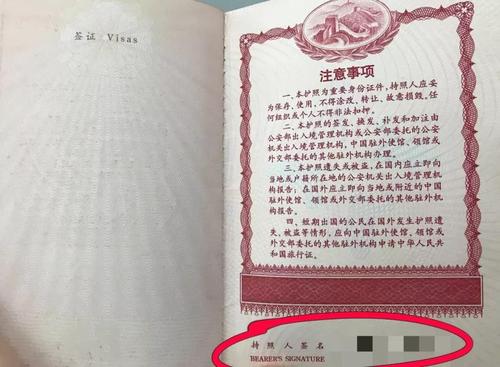 签证 Visas
注意事项
一、本护照为重要身份证件，持照人应妥
为保存、使用，不得涂改、转让、故意损毁。任
何组织或个人不得非法扣押。
二、本护照的签发、换发、补发和加注由
公安部出入境管理机构或公安部委托的公安
机关出入境管理机构，中国驻外使馆、领馆或
外交部委托的其他驻外机构办理。
三、本护照遗失或被盗，在国内应立即向
当地或户籍所在地的公安机关出入境管理
机构报告；在国外应立即向当地或附近的中国
驻外使馆、领馆或外交部委托的其他驻外机构
报告。
四、短期出国的公民在国外发生护照遗
失、被盗等情形，应向中国驻外使馆、领馆或
外交部委托的其他驻外机构申请中华人民共
和国旅行证。
持照人签名
BEARER'S SIGNATURE